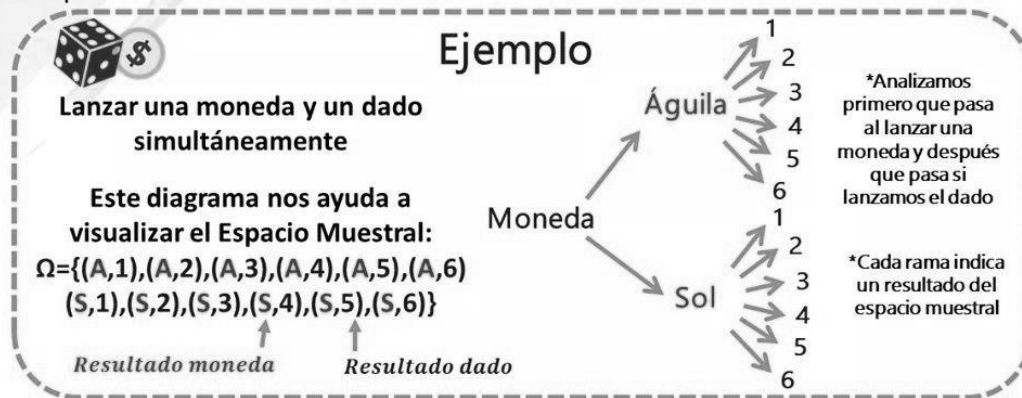 Ejemplo
$
Lanzar una moneda y un dado
simultáneamente
Este diagrama nos ayuda a
visualizar el Espacio Muestral:
Ω={(A,1),(A,2),(A,3),(A,4),(A,5),(A,6)
(S,1),(S,2),(S,3),(S,4),(S,5),(S,6)}
Resultado moneda
Resultado dado
Moneda
Águila
1
2
3
4
5
6
Sol
1
2
3
4
5
6
*Analizamos
primero que pasa
al lanzar una
moneda y después
que pasa si
lanzamos el dado
*Cada rama indica
un resultado del
espacio muestral